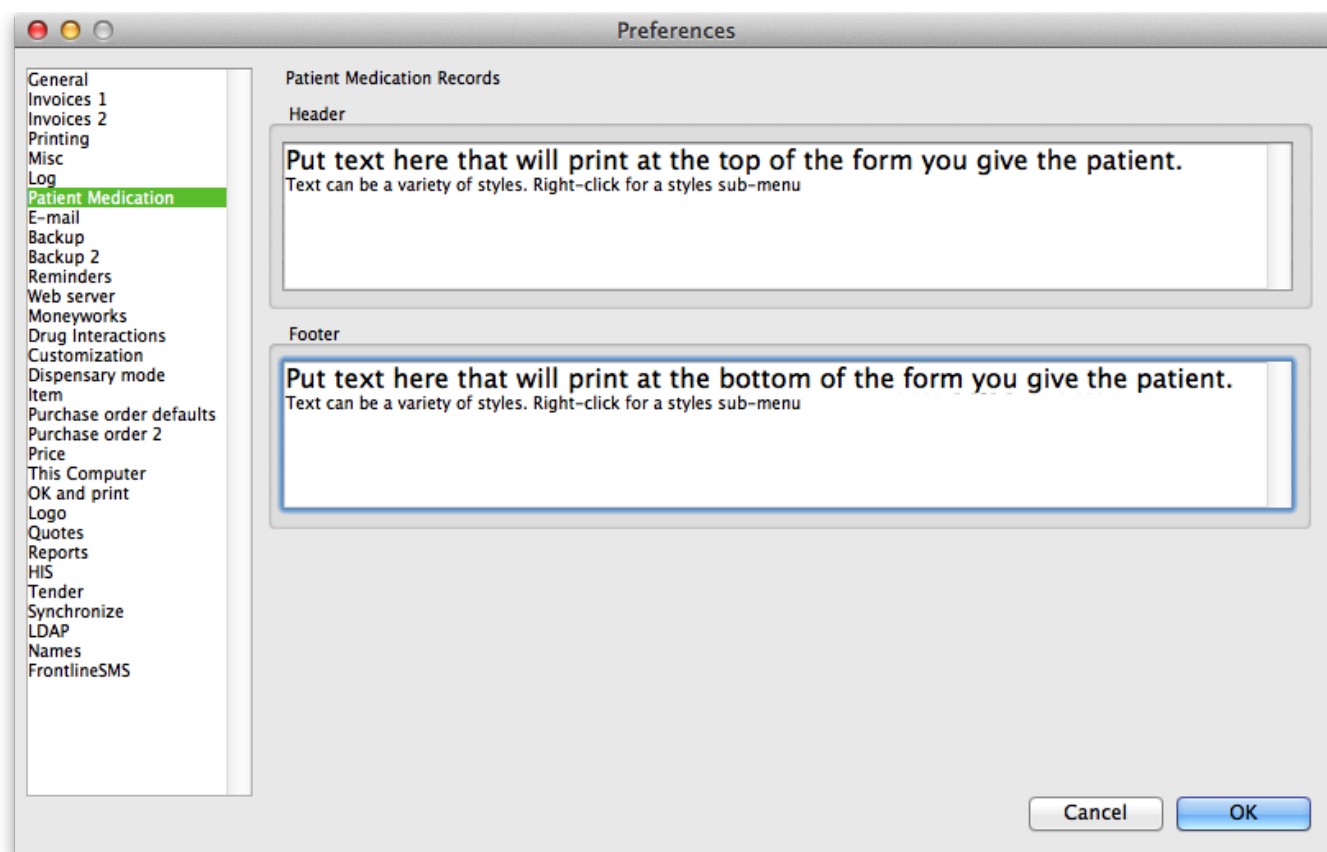 Preferences
General
Invoices 1
Invoices 2
Printing
Misc
Log
Patient Medication
E-mail
Backup
Backup 2
Reminders
Web server
Moneyworks
Drug Interactions
Customization
Dispensary mode
Item
Purchase order defaults
Purchase order 2
Price
This Computer
OK and print
Logo
Quotes
Reports
HIS
Tender
Synchronize
LDAP
Names
FrontlineSMS
Patient Medication Records
Header
Put text here that will print at the top of the form you give the patient.
Text can be a variety of styles. Right-click for a styles sub-menu
Footer
Put text here that will print at the bottom of the form you give the patient.
Text can be a variety of styles. Right-click for a styles sub-menu
Cancel
OK